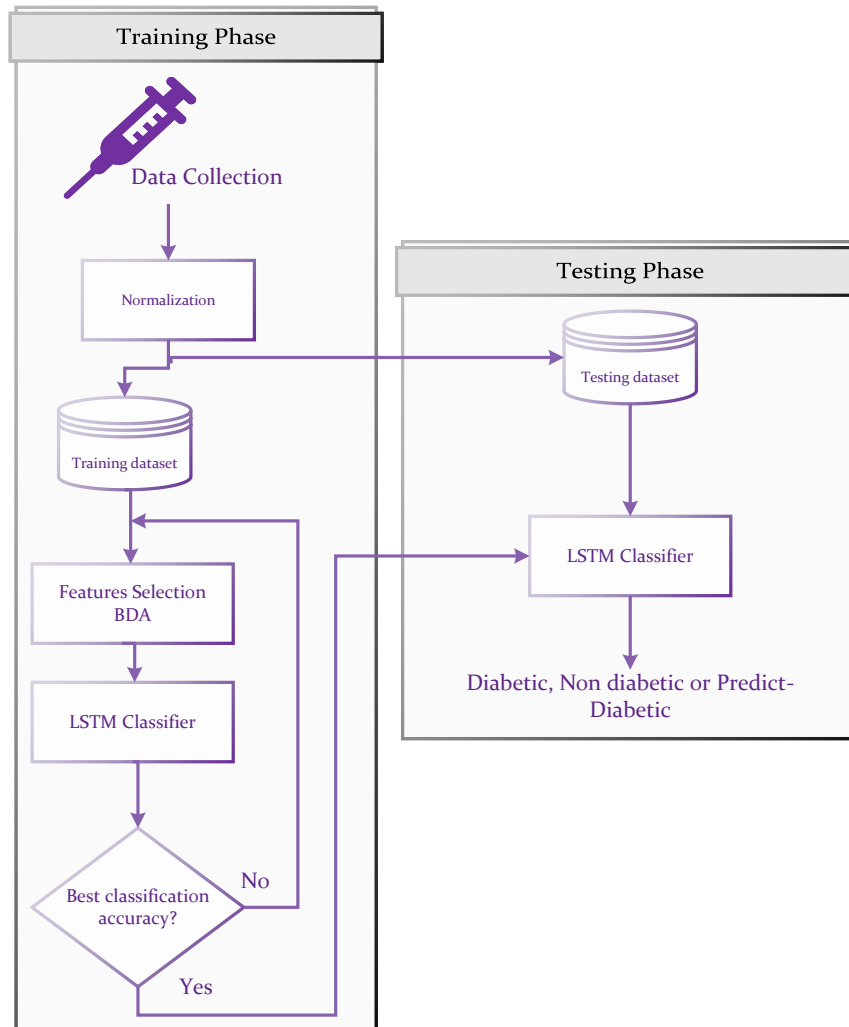 Training Phase
Data Collection
Normalization
Training dataset
Features Selection
BDA
LSTM Classifier
Best classification
accuracy?
No
Yes
Testing Phase
Testing dataset
LSTM Classifier
Diabetic, Non diabetic or Predict-
Diabetic